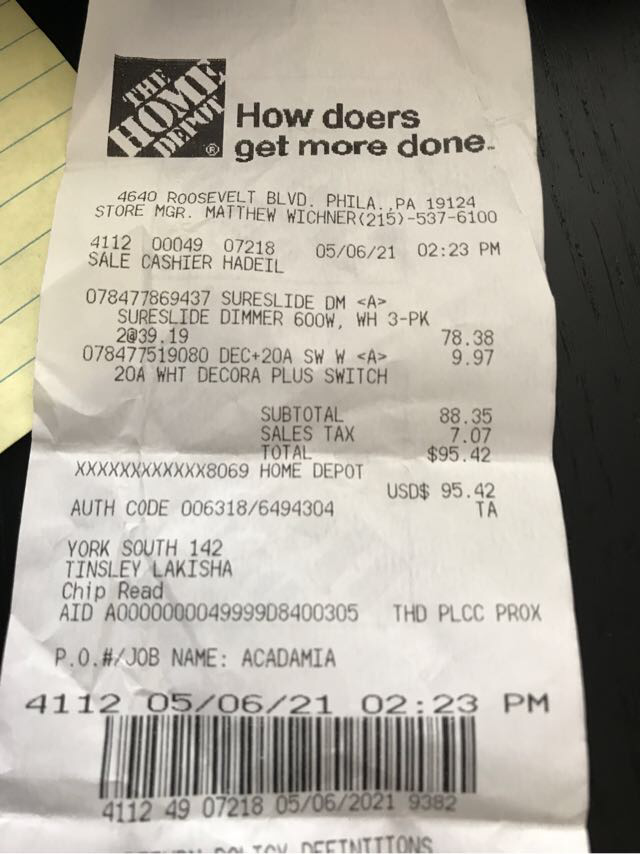 THE
HOME
DEPOT
®
How doers
get more done.
4640 ROOSEVELT BLVD. PHILA., PA 19124
STORE MGR. MATTHEW WICHNER(215)-537-6100
4112 00049 07218 05/06/21 02:23 PM
SALE CASHIER HADEIL
078477869437 SURESLIDE DM <A>
SURESLIDE DIMMER 600W, WH 3-PK
2@39.19 78.38
078477519080 DEC+20A SW W <A> 9.97
20A WHT DECORA PLUS SWITCH
SUBTOTAL 88.35
SALES TAX 7.07
TOTAL $95.42
XXXXXXXXXXXX8069 HOME DEPOT
USD$ 95.42
AUTH CODE 006318/6494304 TA
YORK SOUTH 142
TINSLEY LAKISHA
Chip Read
AID A0000000049999D8400305 THD PLCC PROX
P.O.#/JOB NAME: ACADAMIA
4112 05/06/21 02:23 PM
4112 49 07218 05/06/2021 9382
POLICY DEFINITIONS